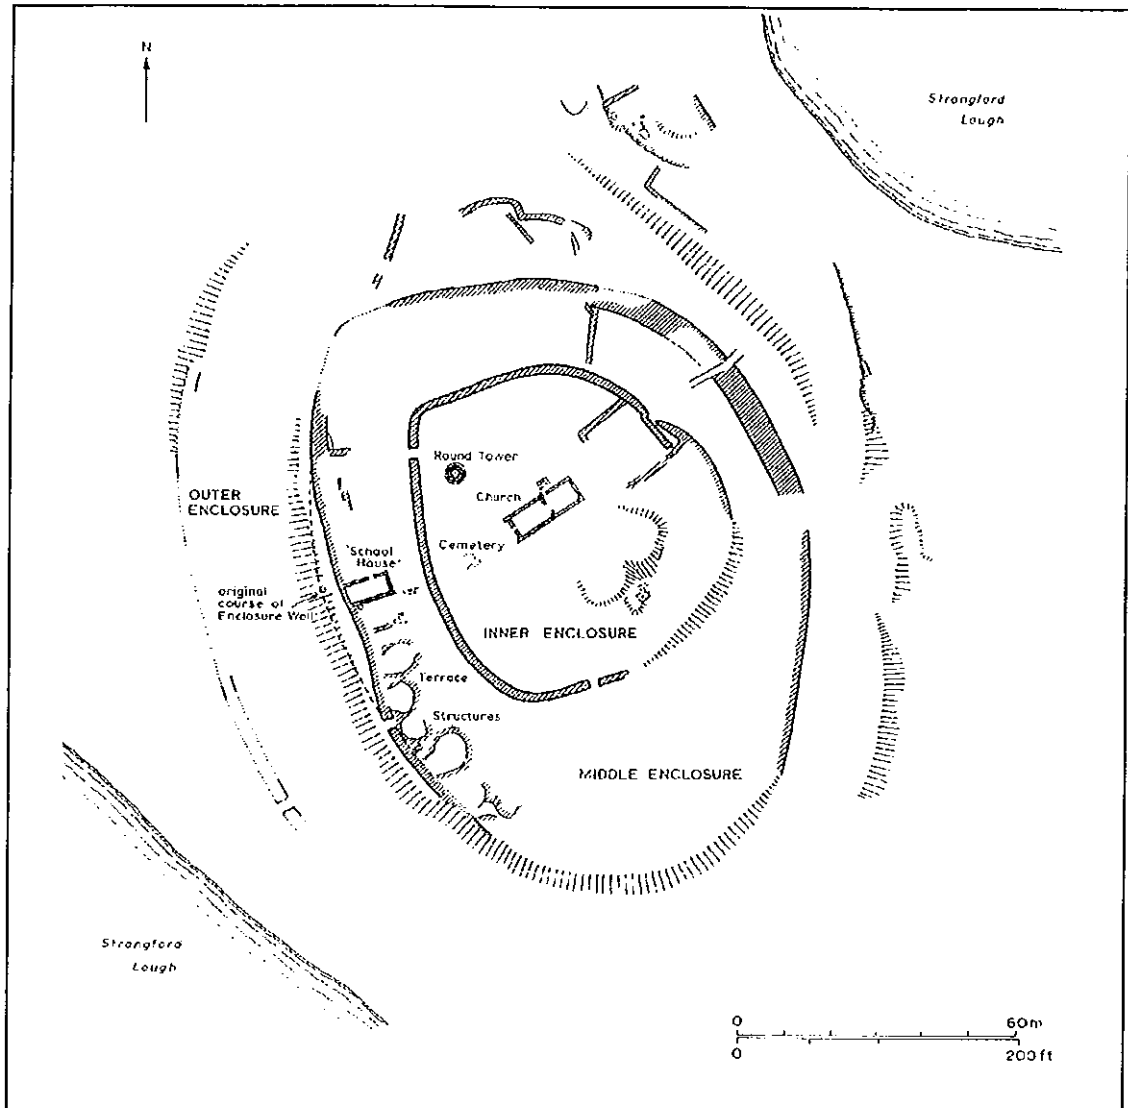 N
Strangford
Lough
Round Tower
Church
OUTER
ENCLOSURE
Cemetery
'School
House'
original
course of
Enclosure Wall
INNER ENCLOSURE
Terrace
Structures
MIDDLE ENCLOSURE
Strangford
Lough
0 60m
0 200ft